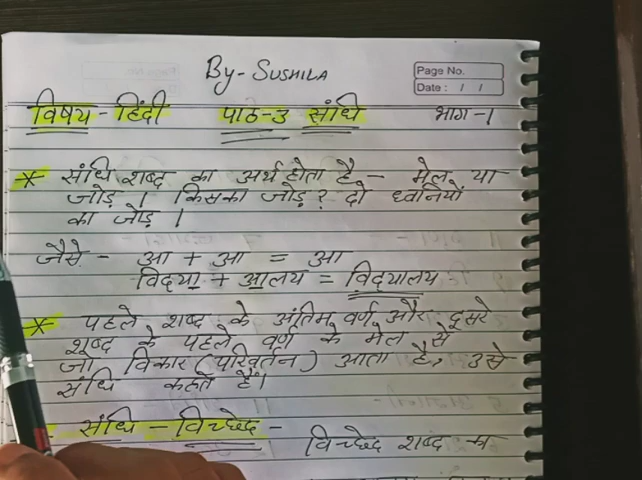 By- SUSHILA
Page No.
Date: / /
विषय - हिंदी पाठ-3 संधि भाग-1
* संधि शब्द का अर्थ होता है - मेल या
जोड़ । किसका जोड़? दो ध्वनियों
का जोड़ ।
जैसे - आ + आ = आ
विद्या + आलय = विद्यालय
* पहले शब्द के अंतिम वर्ण और दूसरे
शब्द के पहले वर्ण के मेल से
जो विकार (परिवर्तन) आता है, उसे
संधि कहते हैं।
संधि - विच्छेद -
विच्छेद शब्द का